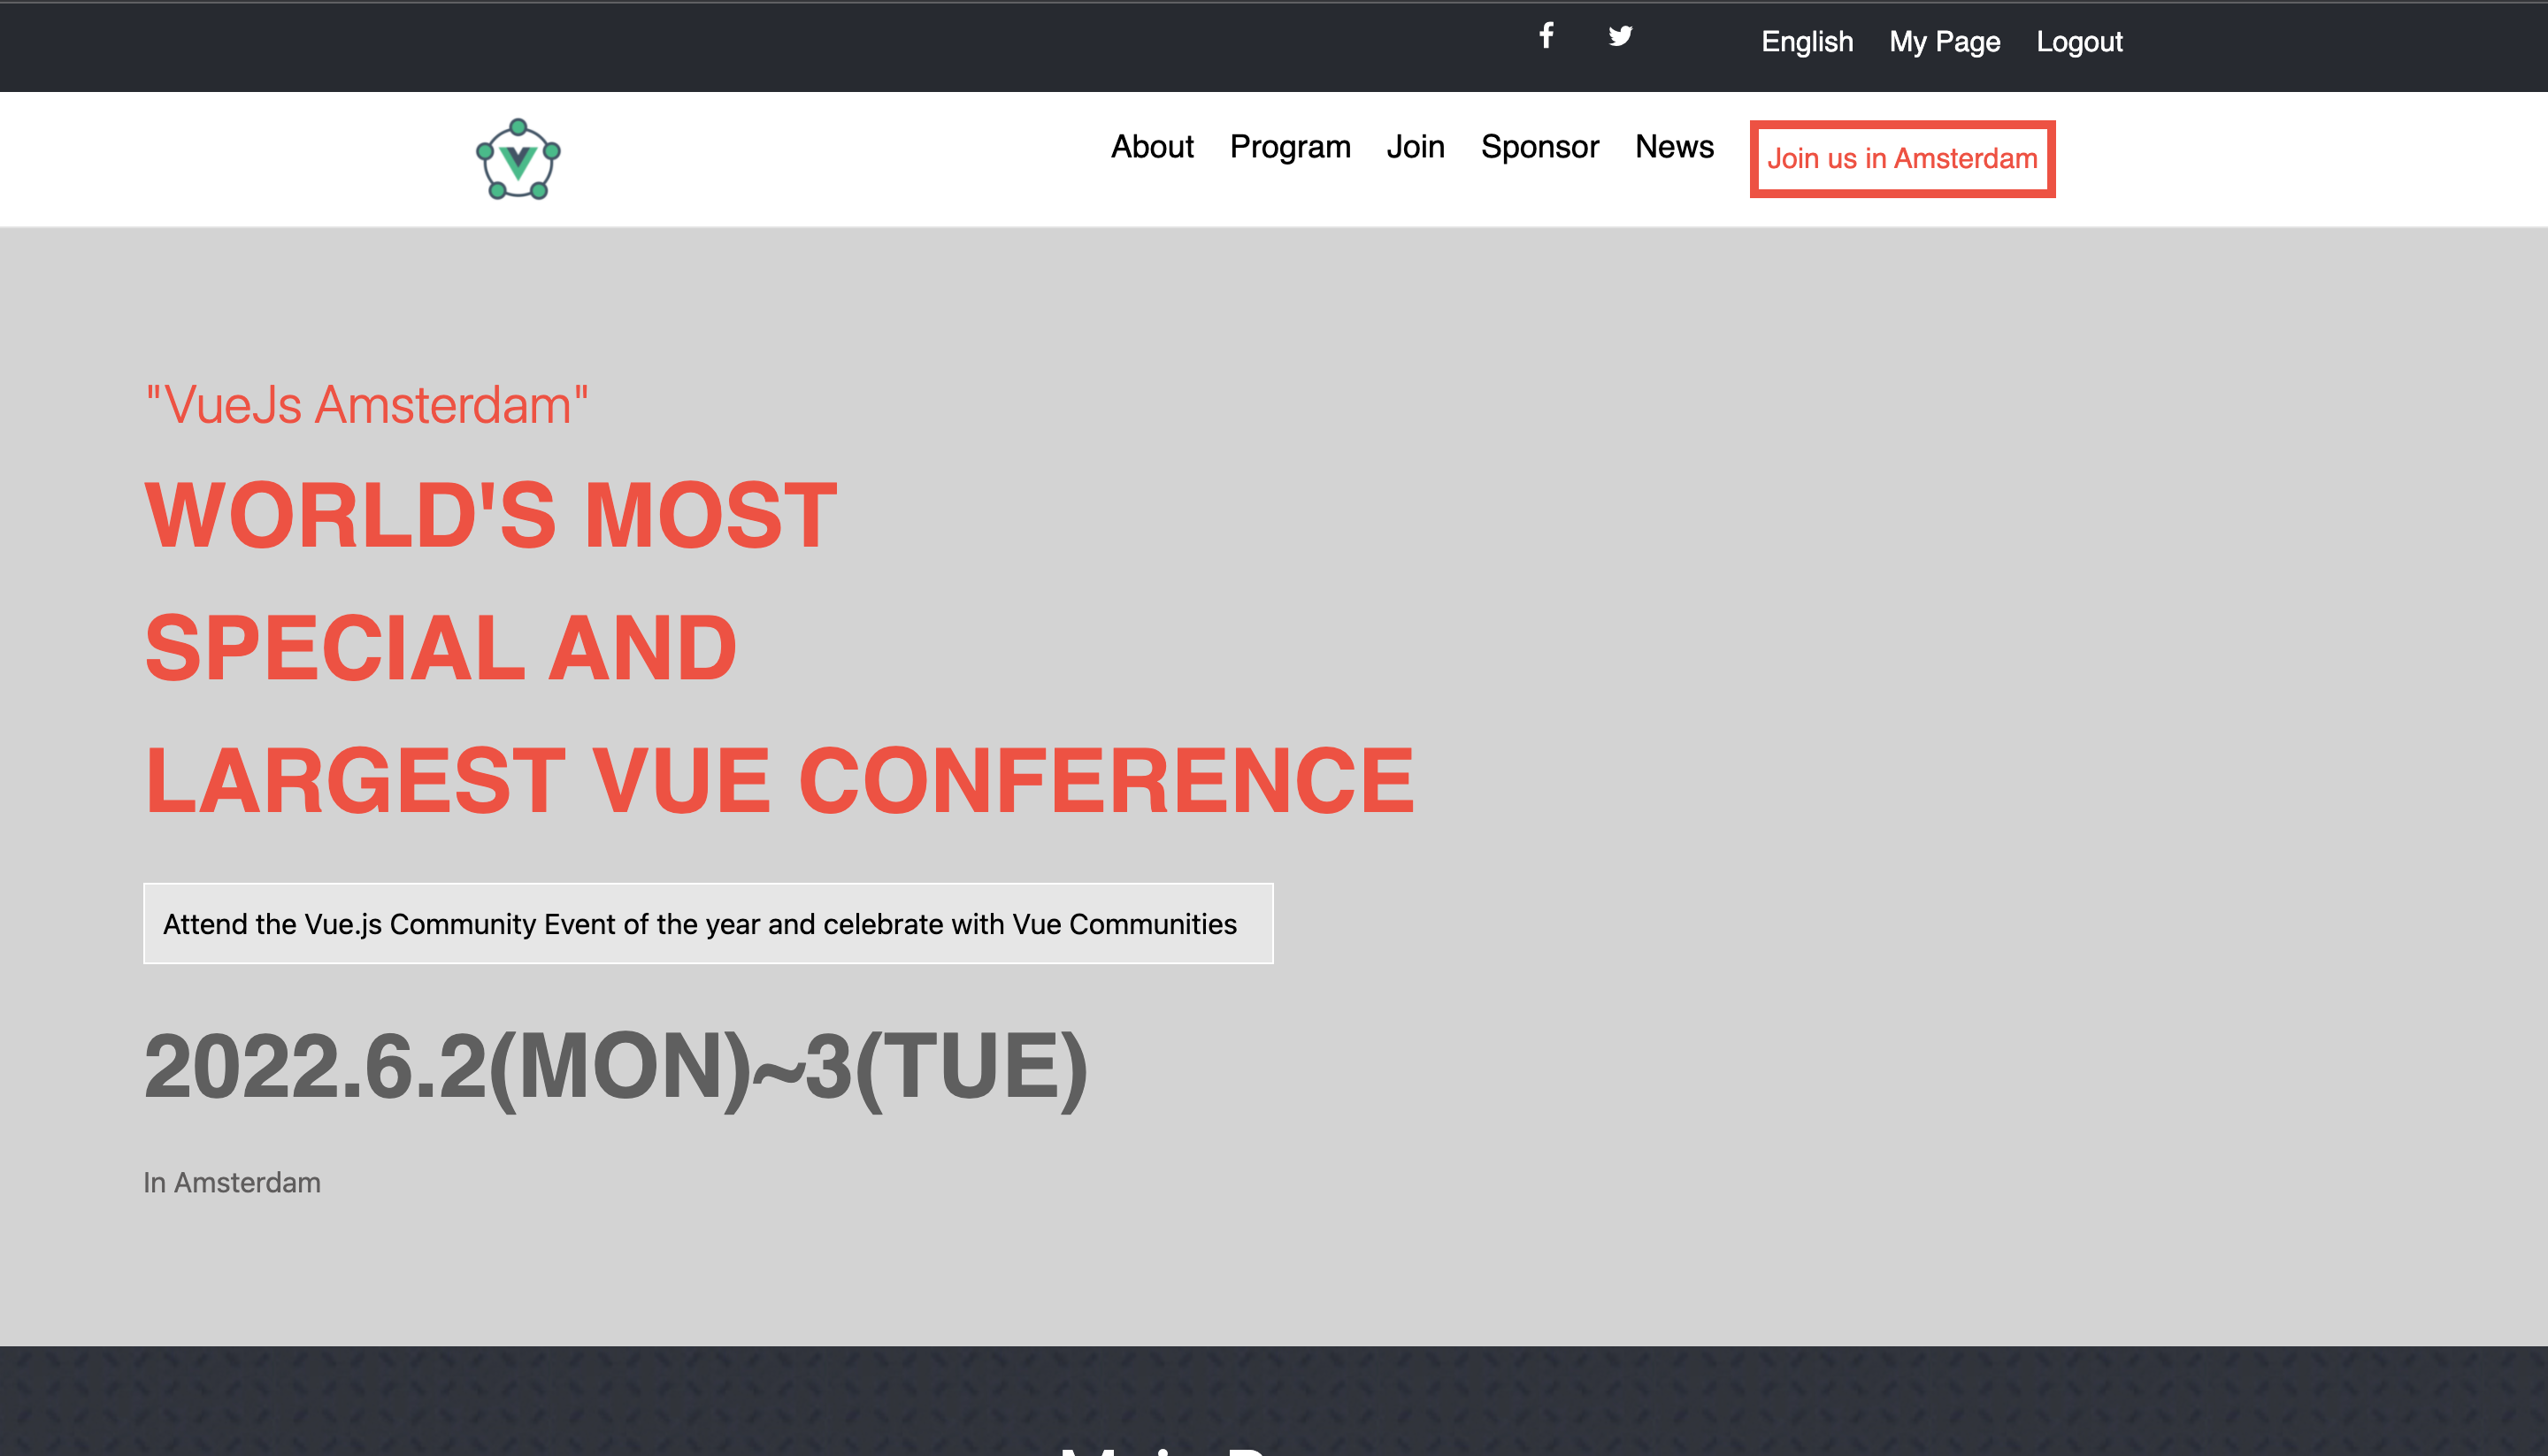 English My Page Logout
About Program Join Sponsor News Join us in Amsterdam
"VueJs Amsterdam"
WORLD'S MOST
SPECIAL AND
LARGEST VUE CONFERENCE
Attend the Vue.js Community Event of the year and celebrate with Vue Communities
2022.6.2(MON)~3(TUE)
In Amsterdam